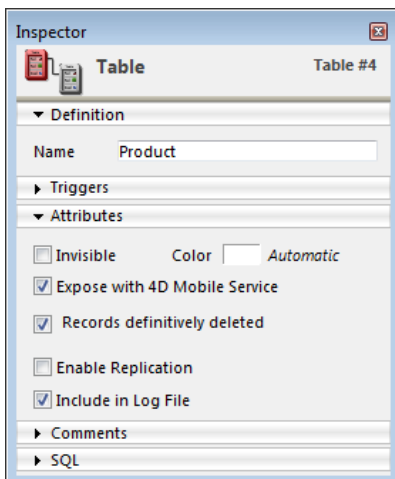 Inspector
Table Table #4
Definition
Name Product
Triggers
Attributes
Invisible Color Automatic
Expose with 4D Mobile Service
Records definitively deleted
Enable Replication
Include in Log File
Comments
SQL